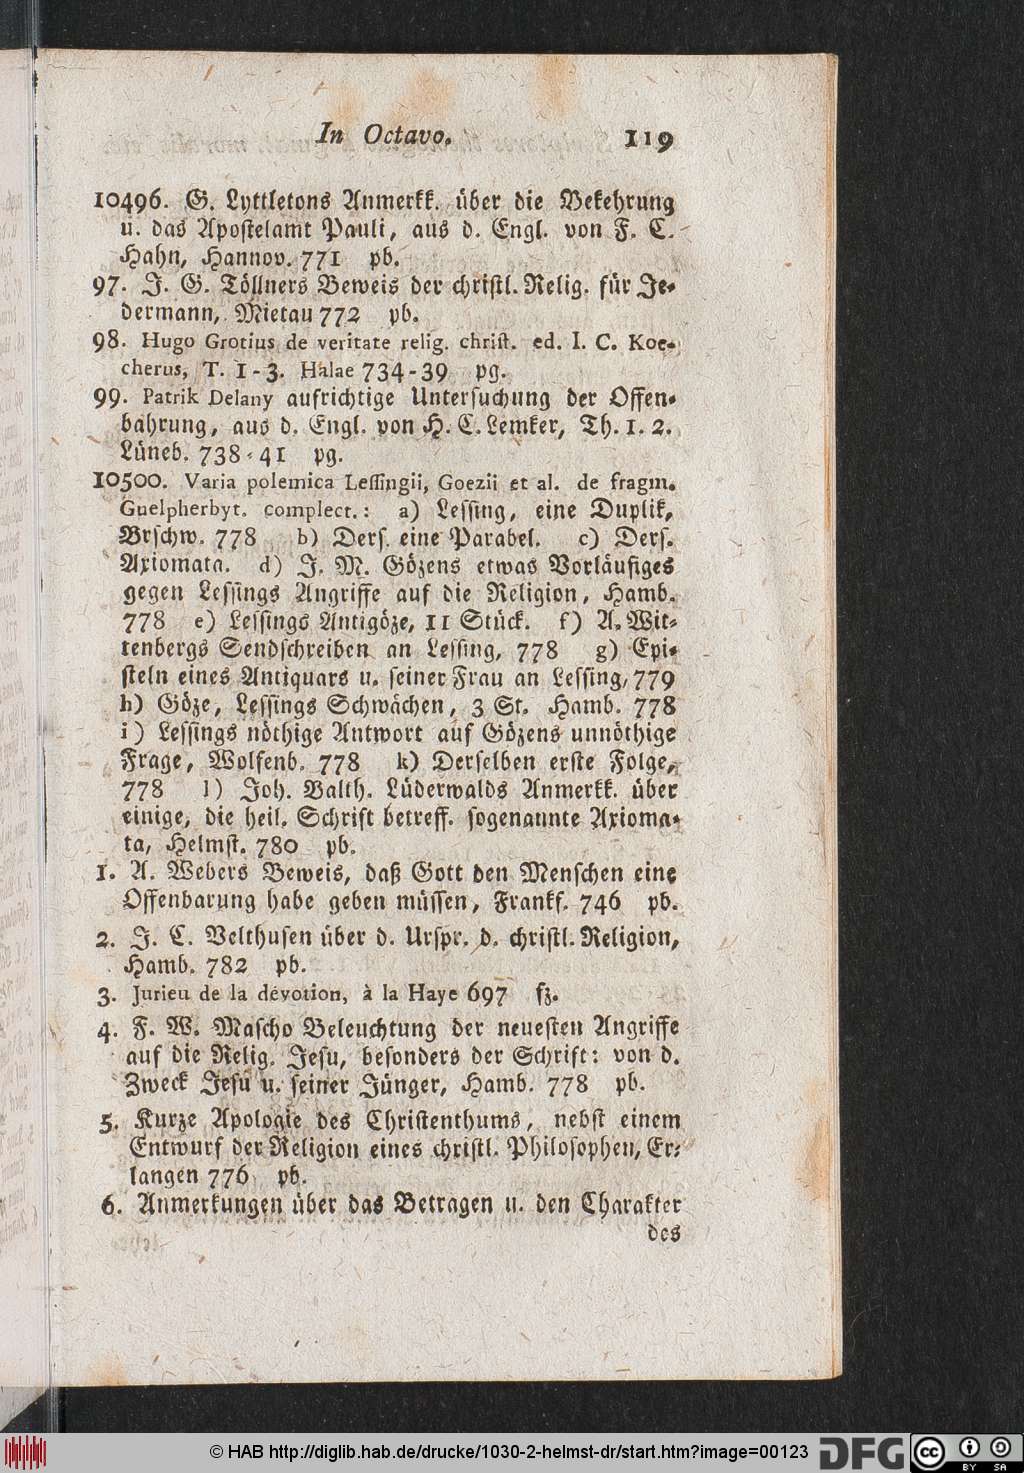 In Octavo. 119
10496. G. Lyttletons Anmerkk. über die Bekehrung
u. das Apostelamt Pauli, aus d. Engl. von F. C.
Hahn, Hannov. 771 pb.
97. J. G. Töllners Beweis der christl. Relig. für Je-
dermann, Mietau 772 pb.
98. Hugo Grotius de veritate relig. christ. ed. I. C. Koe-
cherus, T. 1-3. Halae 734-39 pg.
99. Patrik Delany aufrichtige Untersuchung der Offen-
bahrung, aus d. Engl. von H. C. Lemker, Th. 1. 2.
Lüneb. 738-41 pg.
10500. Varia polemica Lessingii, Goezii et al. de fragm.
Guelpherbyt. complect.: a) Lessing, eine Duplik,
Brschw. 778 b) Ders. eine Parabel. c) Ders.
Axiomata. d) J. M. Gözens etwas Vorläufiges
gegen Lessings Angriffe auf die Religion, Hamb.
778 e) Lessings Antigöze, 11 Stück. f) A. Wit-
tenbergs Sendschreiben an Lessing, 778 g) Epi-
steln eines Antiquars u. seiner Frau an Lessing, 779
h) Göze, Lessings Schwächen, 3 St. Hamb. 778
i) Lessings nöthige Antwort auf Gözens unnöthige
Frage, Wolfenb. 778 k) Derselben erste Folge,
778 l) Joh. Balth. Lüderwalds Anmerkk. über
einige, die heil. Schrift betreff. sogenannte Axioma-
ta, Helmst. 780 pb.
1. A. Webers Beweis, daß Gott den Menschen eine
Offenbarung habe geben müssen, Frankf. 746 pb.
2. J. C. Velthusen über d. Urspr. d. christl. Religion,
Hamb. 782 pb.
3. Jurieu de la dévotion, à la Haye 697 fz.
4. F. W. Mascho Beleuchtung der neuesten Angriffe
auf die Relig. Jesu, besonders der Schrift: von d.
Zweck Jesu u. seiner Jünger, Hamb. 778 pb.
5. Kurze Apologie des Christenthums, nebst einem
Entwurf der Religion eines christl. Philosophen, Er-
langen 776 pb.
6. Anmerkungen über das Betragen u. den Charakter
des
© HAB http://diglib.hab.de/drucke/1030-2-helmst-dr/start.htm?image=00123
DFG
cc BY SA